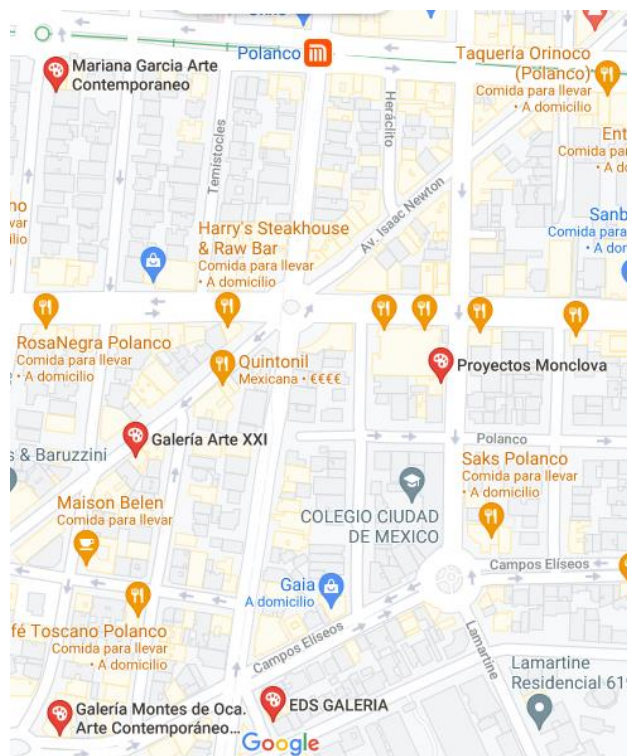 Polanco
Mariana Garcia Arte
Contemporaneo
Taquería Orinoco
(Polanco)
Comida para llevar
• A domicilio
Heráclito
Temístocles
Av. Isaac Newton
Harry's Steakhouse
& Raw Bar
Comida para llevar
• A domicilio
RosaNegra Polanco
Comida para llevar
• A domicilio
Quintonil
Mexicana • €€€€
Proyectos Monclova
Galería Arte XXI
s & Baruzzini
Polanco
Saks Polanco
Comida para llevar
• A domicilio
Maison Belen
Comida para llevar
COLEGIO CIUDAD
DE MEXICO
Gaia
A domicilio
Campos Elíseos
fé Toscano Polanco
Comida para llevar
• A domicilio
Campos Elíseos
Lamartine
Lamartine
Residencial 619
Galería Montes de Oca.
Arte Contemporáneo...
EDS GALERIA
Google